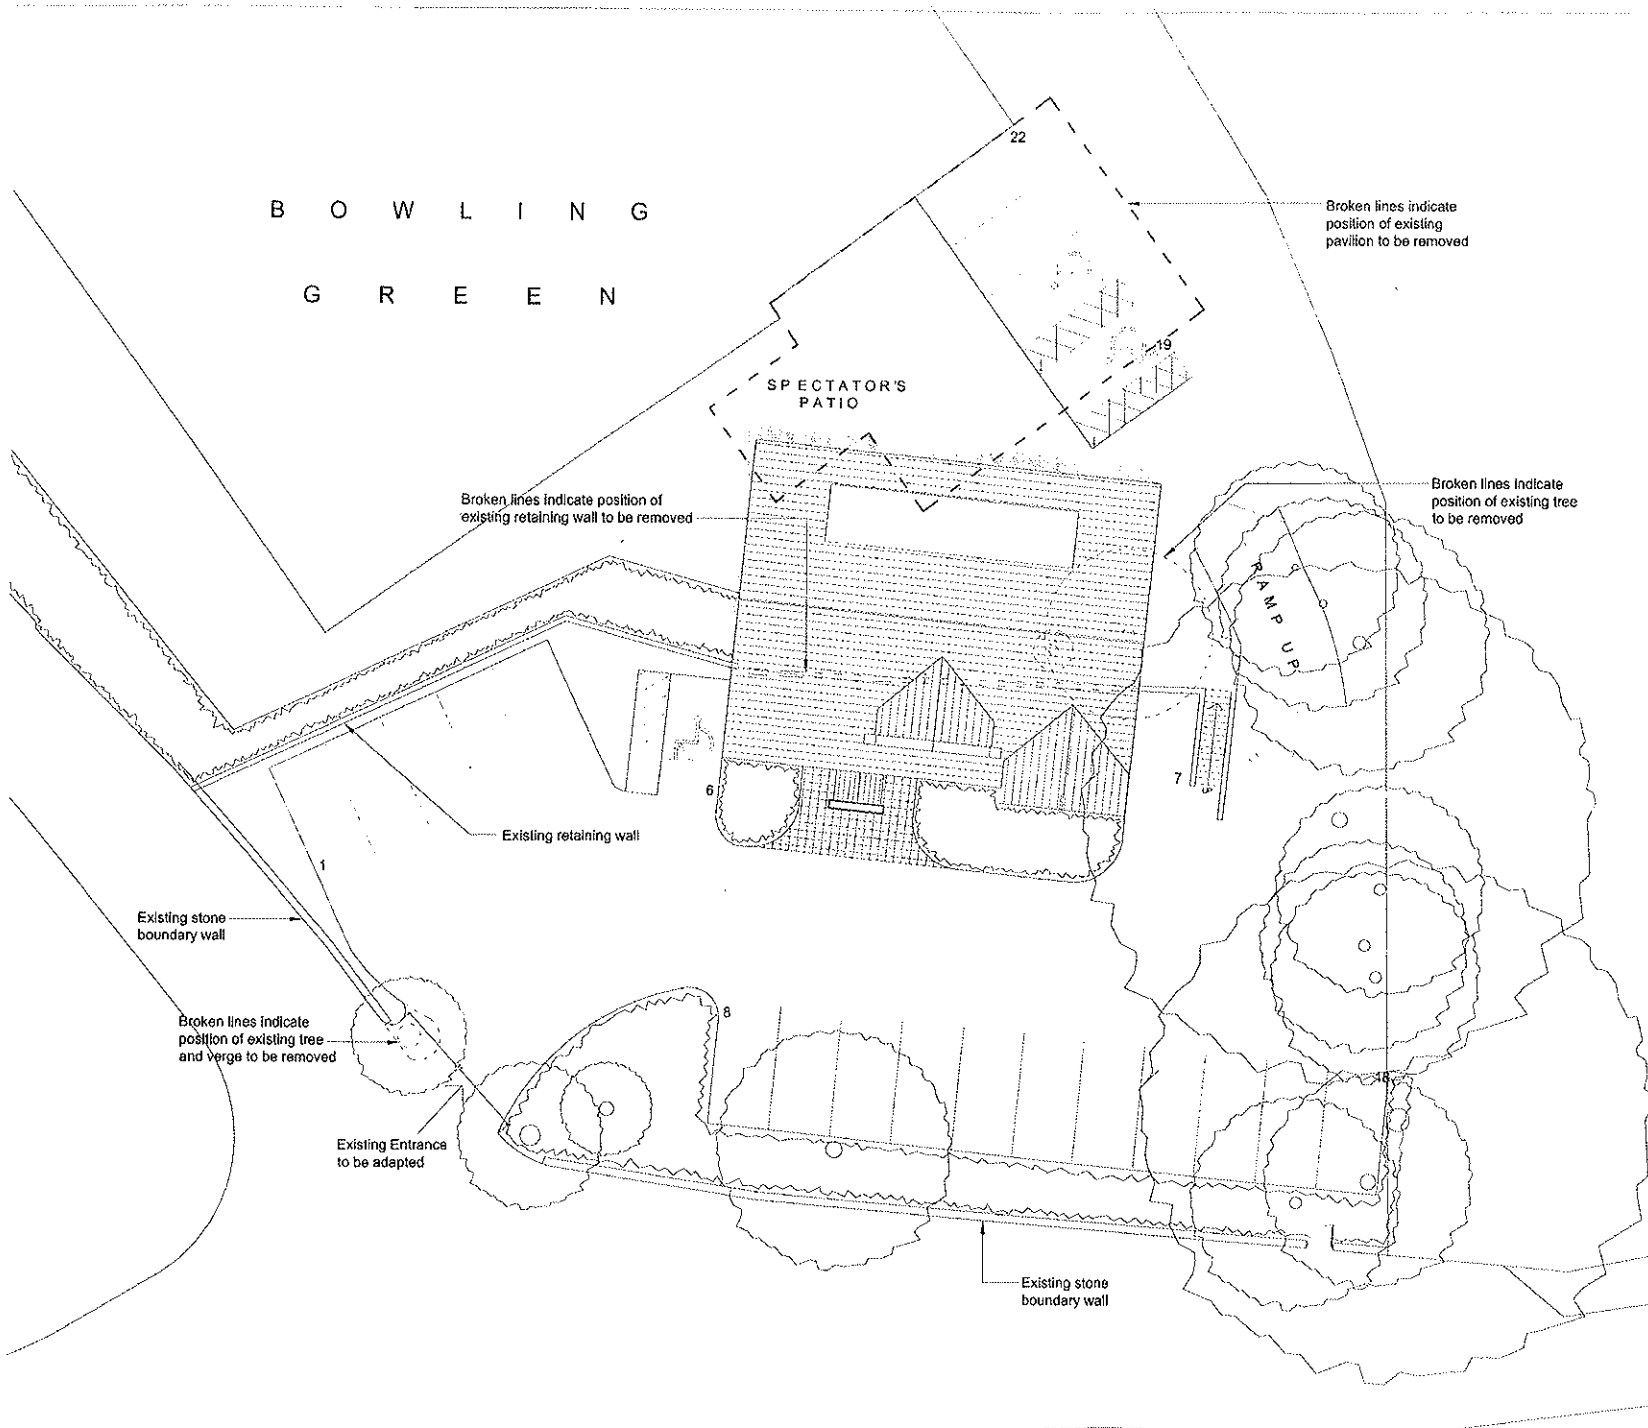 22
B O W L I N G
G R E E N
Broken lines indicate
position of existing
pavilion to be removed
19
SPECTATOR'S
PATIO
Broken lines indicate position of
existing retaining wall to be removed
Broken lines indicate
position of existing tree
to be removed
RAMP UP
6
7
Existing retaining wall
1
Existing stone
boundary wall
8
Broken lines indicate
position of existing tree
and verge to be removed
18
Existing Entrance
to be adapted
Existing stone
boundary wall